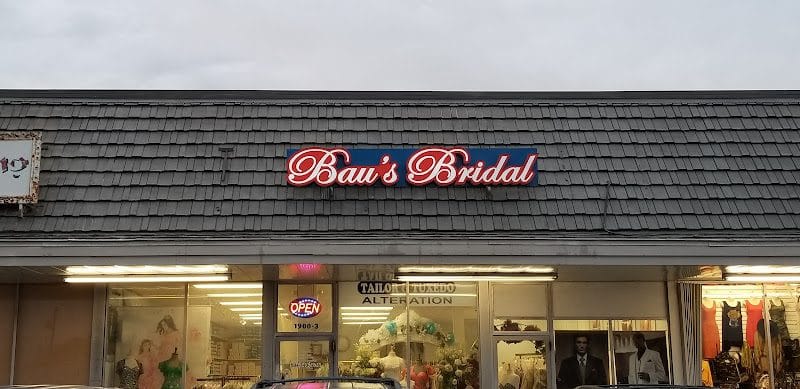 Bau's Bridal
OPEN
1900-3
TAILOR TUXEDO
ALTERATION